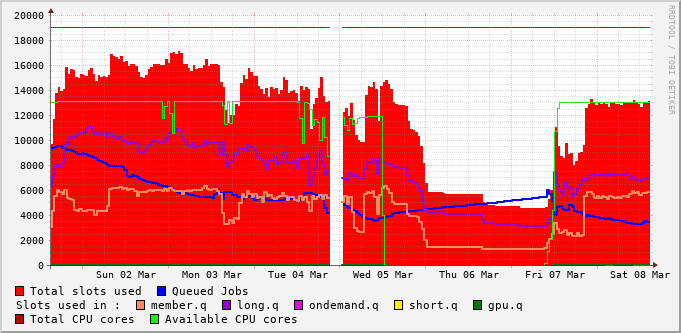 RRDTOOL / TOBI OETIKER
20000
18000
16000
14000
12000
10000
8000
6000
4000
2000
0
Sun 02 Mar Mon 03 Mar Tue 04 Mar Wed 05 Mar Thu 06 Mar Fri 07 Mar Sat 08 Mar
Total slots used Queued Jobs
Slots used in : member.q long.q ondemand.q short.q gpu.q
Total CPU cores Available CPU cores